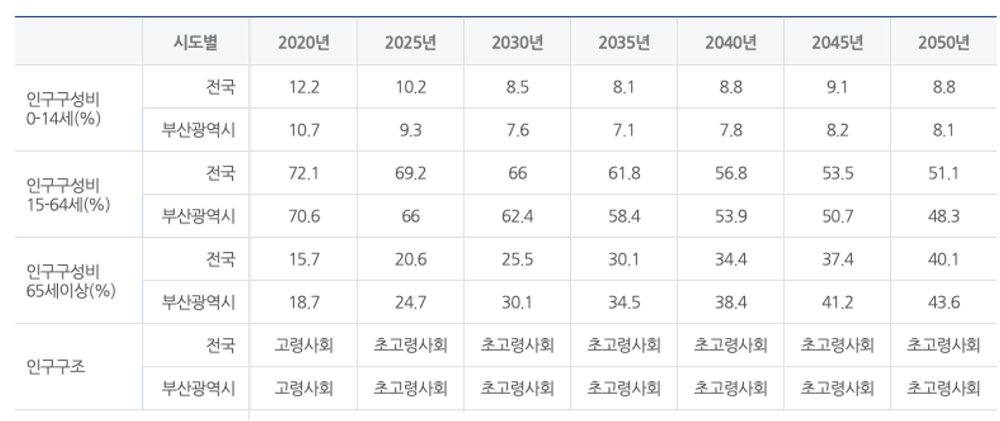 시도별 2020년 2025년 2030년 2035년 2040년 2045년 2050년
인구구성비
0-14세(%)
전국 12.2 10.2 8.5 8.1 8.8 9.1 8.8
부산광역시 10.7 9.3 7.6 7.1 7.8 8.2 8.1
인구구성비
15-64세(%)
전국 72.1 69.2 66 61.8 56.8 53.5 51.1
부산광역시 70.6 66 62.4 58.4 53.9 50.7 48.3
인구구성비
65세이상(%)
전국 15.7 20.6 25.5 30.1 34.4 37.4 40.1
부산광역시 18.7 24.7 30.1 34.5 38.4 41.2 43.6
인구구조
전국 고령사회 초고령사회 초고령사회 초고령사회 초고령사회 초고령사회 초고령사회
부산광역시 고령사회 초고령사회 초고령사회 초고령사회 초고령사회 초고령사회 초고령사회